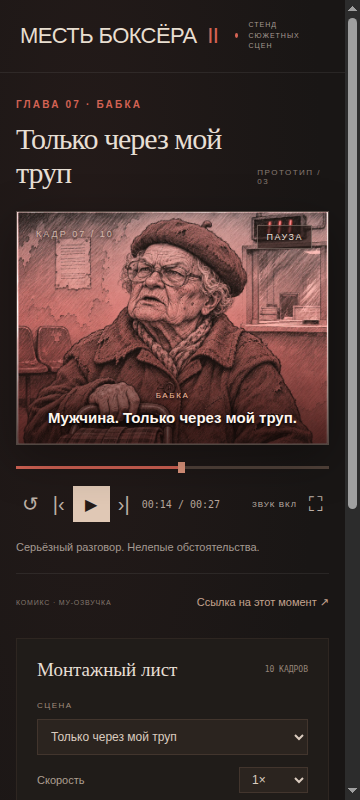 МЕСТЬ БОКСЁРА II
СТЕНД
СЮЖЕТНЫХ
СЦЕН
ГЛАВА 07 · БАБКА
Только через мой
труп
ПРОТОТИП /
03
КАДР 07 / 10
ПАУЗА
БАБКА
Мужчина. Только через мой труп.
00:14 / 00:27
ЗВУК ВКЛ
Серьёзный разговор. Нелепые обстоятельства.
КОМИКС · МУ-ОЗВУЧКА
Ссылка на этот момент ↗
Монтажный лист
10 КАДРОВ
СЦЕНА
Только через мой труп
Скорость
1×